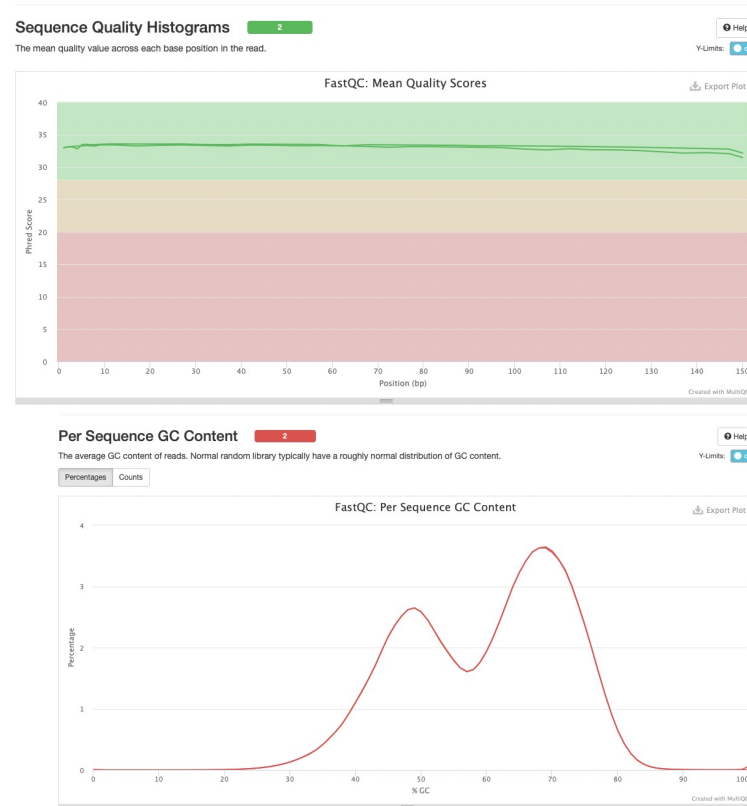 Sequence Quality Histograms 2
Help
The mean quality value across each base position in the read.
Y-Limits:
FastQC: Mean Quality Scores
Export Plot
40
35
30
25
20
15
10
5
0
Phred Score
0 10 20 30 40 50 60 70 80 90 100 110 120 130 140 150
Position (bp)
Created with MultiQC
Per Sequence GC Content 2
Help
The average GC content of reads. Normal random library typically have a roughly normal distribution of GC content.
Y-Limits:
Percentages Counts
FastQC: Per Sequence GC Content
Export Plot
4
3
2
1
0
Percentage
0 10 20 30 40 50 60 70 80 90 100
% GC
Created with MultiQC